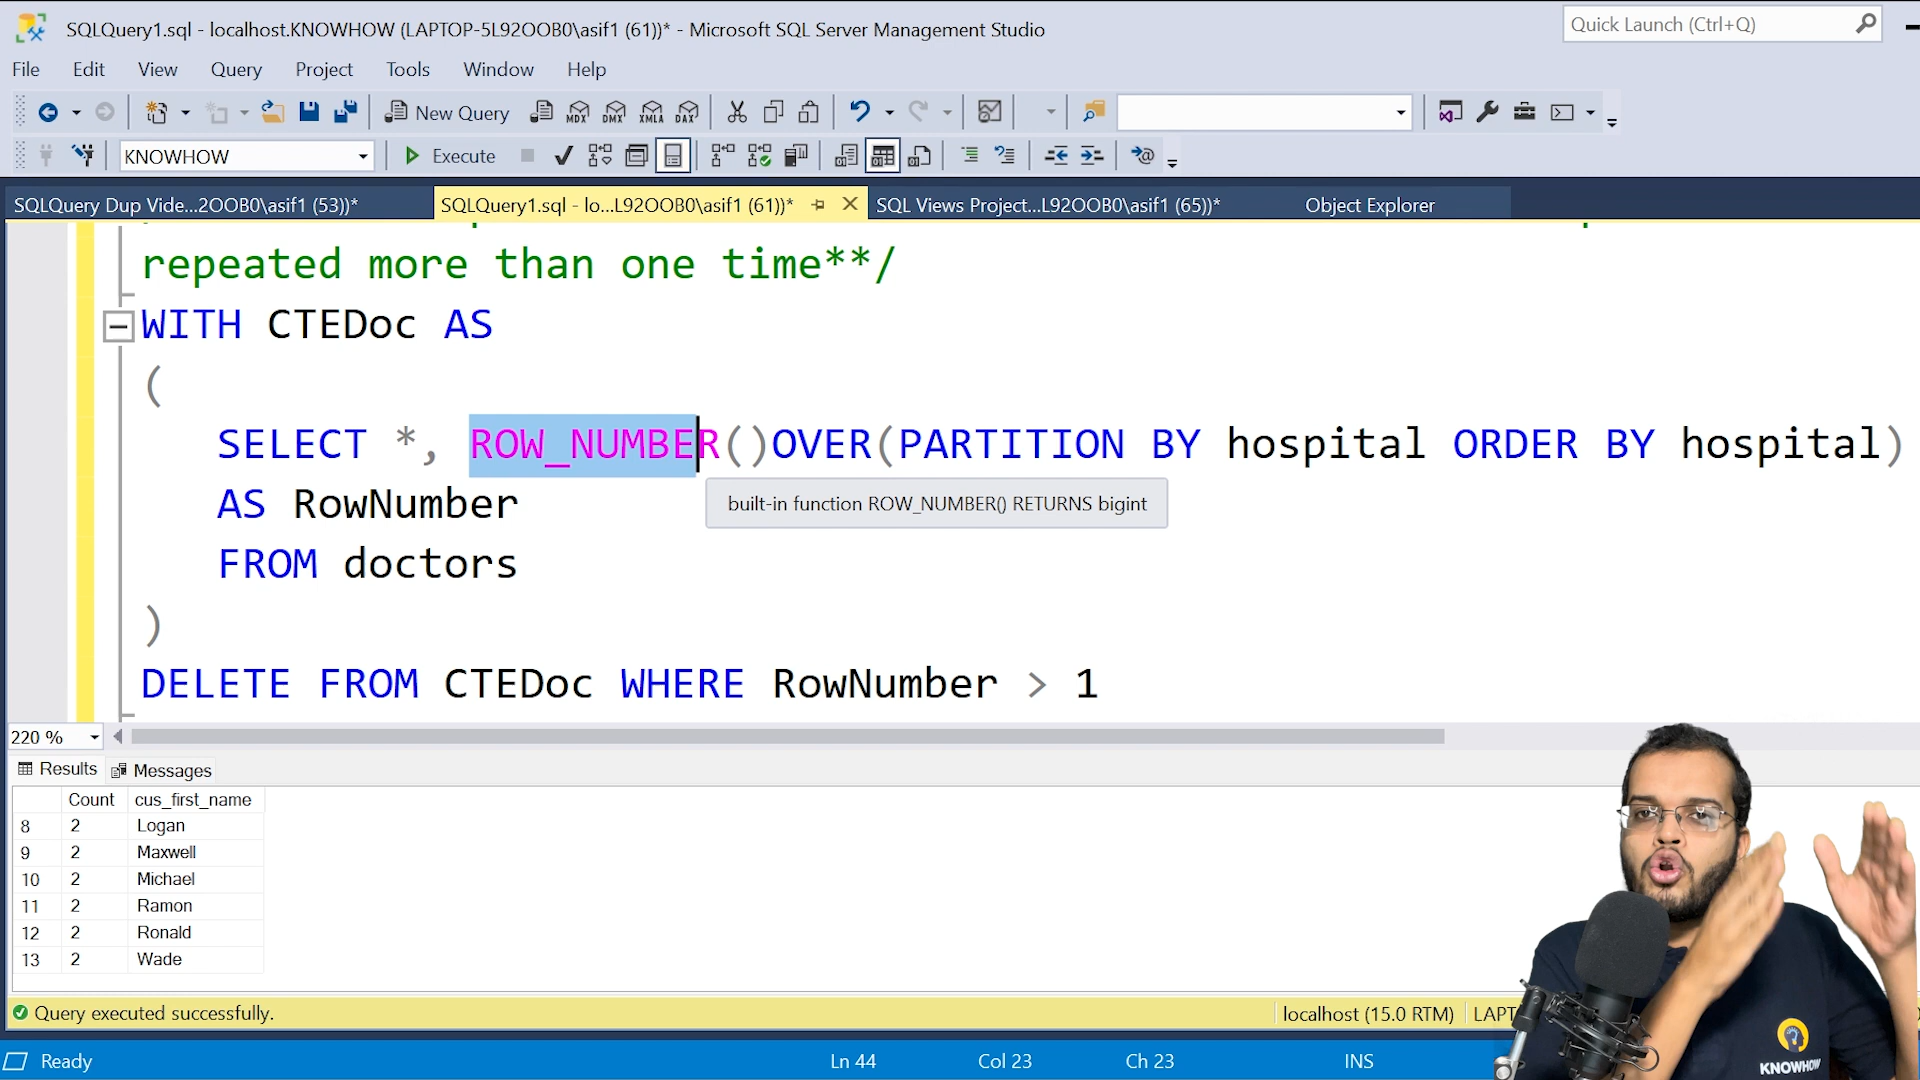 SQLQuery1.sql - localhost.KNOWHOW (LAPTOP-5L92OOB0\asif1 (61))* - Microsoft SQL Server Management Studio
Quick Launch (Ctrl+Q)
File Edit View Query Project Tools Window Help
New Query MDX DMX XMLA DAX
KNOWHOW Execute
SQLQuery Dup Vide...2OOB0\asif1 (53))* SQLQuery1.sql - lo...L92OOB0\asif1 (61))* SQL Views Project...L92OOB0\asif1 (65))* Object Explorer
repeated more than one time**/
WITH CTEDoc AS
(
SELECT *, ROW_NUMBER()OVER(PARTITION BY hospital ORDER BY hospital)
AS RowNumber
built-in function ROW_NUMBER() RETURNS bigint
FROM doctors
)
DELETE FROM CTEDoc WHERE RowNumber > 1
220 %
Results Messages
Count cus_first_name
8 2 Logan
9 2 Maxwell
10 2 Michael
11 2 Ramon
12 2 Ronald
13 2 Wade
Query executed successfully.
localhost (15.0 RTM) LAPT
Ready Ln 44 Col 23 Ch 23 INS
KNOWHOW